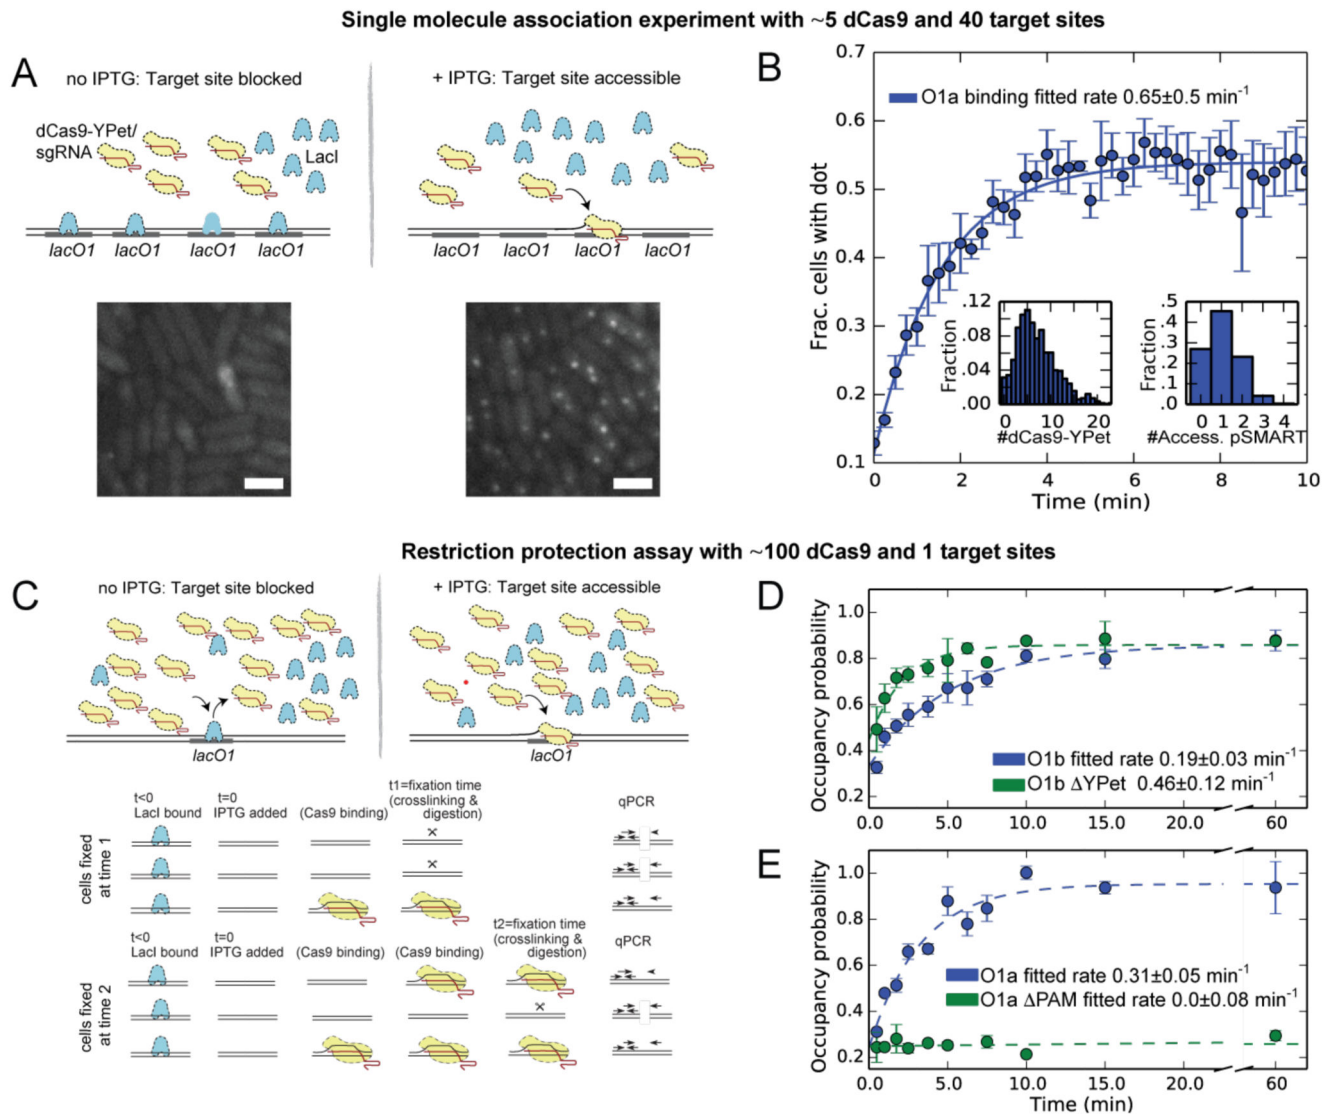 Single molecule association experiment with ~5 dCas9 and 40 target sites
A
no IPTG: Target site blocked
+ IPTG: Target site accessible
dCas9-YPet/
sgRNA
LacI
lacO1 lacO1 lacO1 lacO1
lacO1 lacO1 lacO1 lacO1
B
O1a binding fitted rate 0.65±0.5 min-1
Frac. cells with dot
0.7
0.6
0.5
0.4
0.3
0.2
0.1
0 2 4 6 8 10
Time (min)
Fraction
.12
.08
.04
.00
0 10 20
#dCas9-YPet
Fraction
.5
.4
.3
.2
.1
.0
0 1 2 3 4
#Access. pSMART
Restriction protection assay with ~100 dCas9 and 1 target sites
C
no IPTG: Target site blocked
+ IPTG: Target site accessible
lacO1
lacO1
cells fixed
at time 1
t<0
LacI bound
t=0
IPTG added
(Cas9 binding)
t1=fixation time
(crosslinking &
digestion)
qPCR
× 
×
cells fixed
at time 2
t<0
LacI bound
t=0
IPTG added
(Cas9 binding)
(Cas9 binding)
t2=fixation time
(crosslinking &
digestion)
qPCR
×
D
Occupancy probability
1.0
0.8
0.6
0.4
0.2
O1b fitted rate 0.19±0.03 min-1
O1b ΔYPet 0.46±0.12 min-1
0.0 5.0 10.0 15.0 20.0 60
E
Occupancy probability
1.0
0.8
0.6
0.4
0.2
O1a fitted rate 0.31±0.05 min-1
O1a ΔPAM fitted rate 0.0±0.08 min-1
0.0 5.0 10.0 15.0 20.0 60
Time (min)